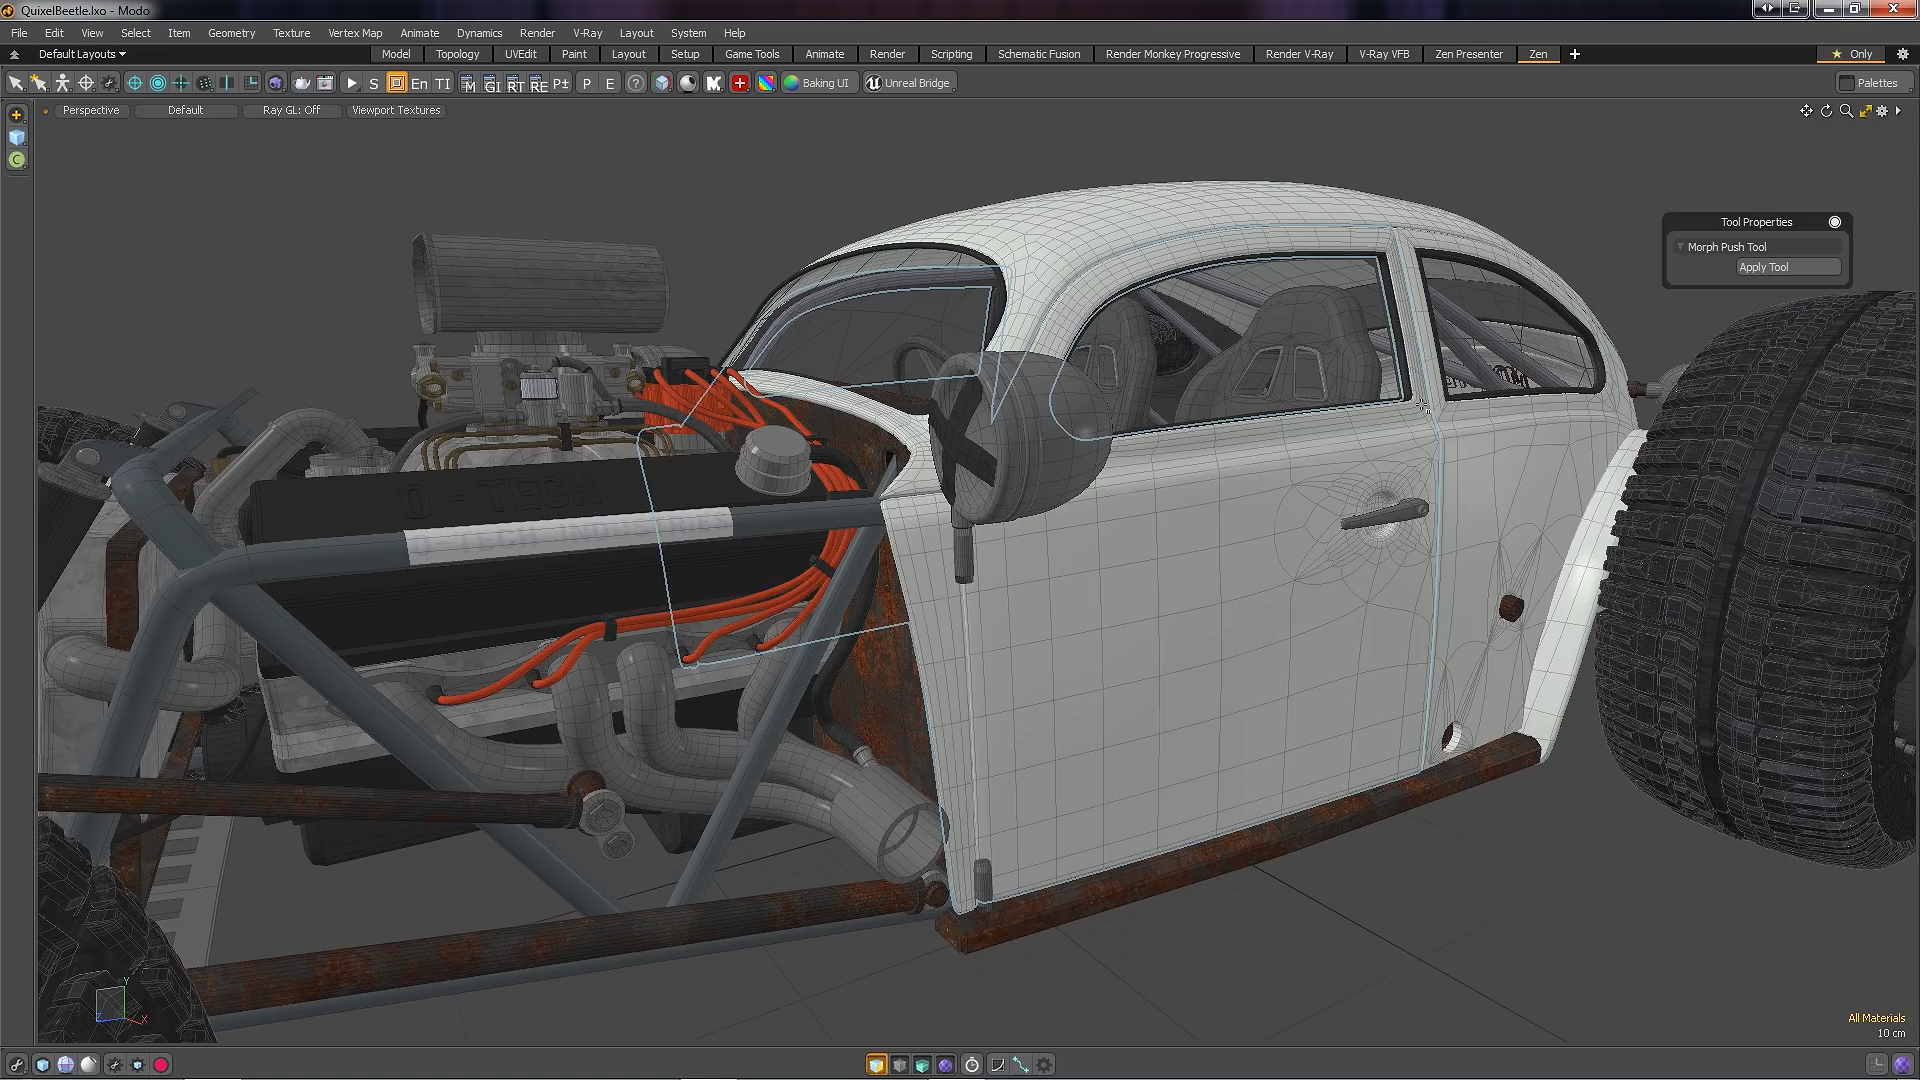 QuixelBeetle.lxo - Modo
File Edit View Select Item Geometry Texture Vertex Map Animate Dynamics Render V-Ray Layout System Help
Default Layouts Model Topology UVEdit Paint Layout Setup Game Tools Animate Render Scripting Schematic Fusion Render Monkey Progressive Render V-Ray V-Ray VFB Zen Presenter Zen + Only
S En TI M GI RT RE P± P E ? Baking UI Unreal Bridge Palettes
Perspective Default Ray GL: Off Viewport Textures
Tool Properties
Morph Push Tool
Apply Tool
Q - TECH
Q TECH INDUSTRIES
Y
Z X
All Materials
10 cm